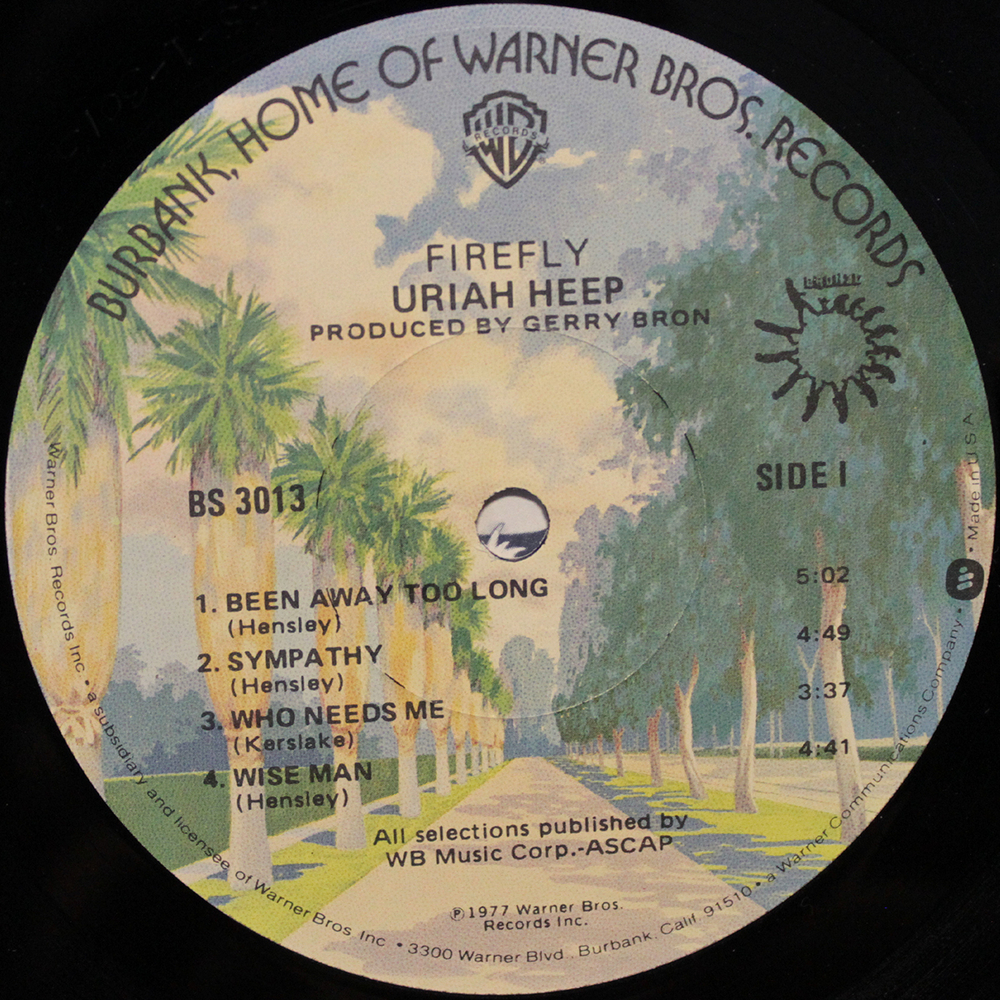 BURBANK, HOME OF WARNER BROS. RECORDS
WB
RECORDS
FIREFLY
URIAH HEEP
PRODUCED BY GERRY BRON
BS 3013
SIDE I
1. BEEN AWAY TOO LONG 5:02
(Hensley)
2. SYMPATHY 4:49
(Hensley)
3. WHO NEEDS ME 3:37
(Kerslake)
4. WISE MAN 4:41
(Hensley)
All selections published by
WB Music Corp.-ASCAP
℗1977 Warner Bros.
Records Inc.
Warner Bros. Records Inc. • a subsidiary and licensee of Warner Bros. Inc. • 3300 Warner Blvd., Burbank, Calif. 91510 • a Warner Communications Company • Made in U S A